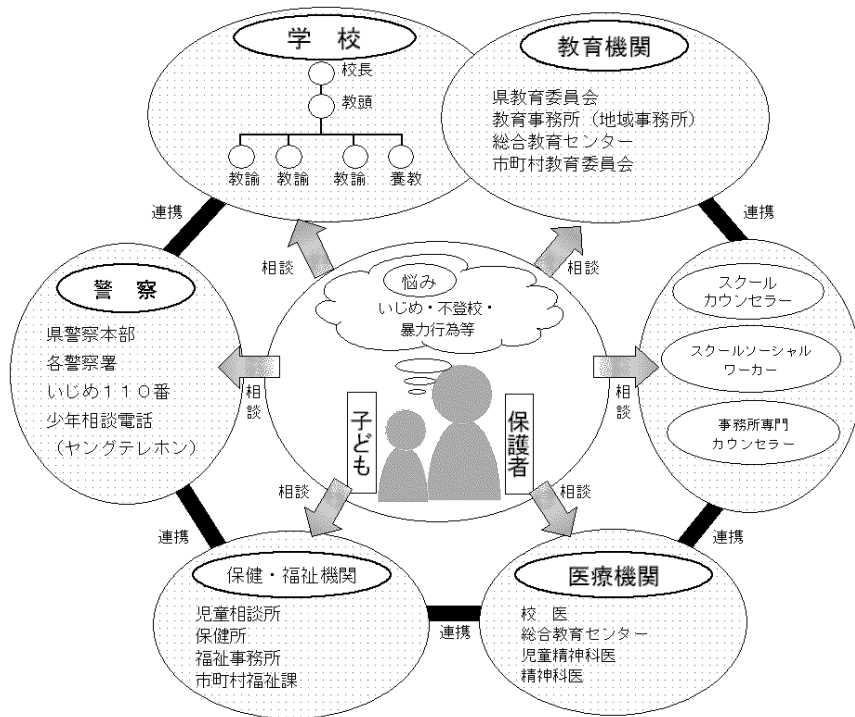 学 校
校長
教頭
教諭 教諭 教諭 養教
教育機関
県教育委員会
教育事務所（地域事務所）
総合教育センター
市町村教育委員会
連携
連携
相談
相談
悩み
いじめ・不登校・
暴力行為等
警 察
県警察本部
各警察署
いじめ１１０番
少年相談電話
（ヤングテレホン）
相談
子ども
保護者
相談
スクール
カウンセラー
スクールソーシャル
ワーカー
事務所専門
カウンセラー
相談
相談
連携
連携
保健・福祉機関
児童相談所
保健所
福祉事務所
市町村福祉課
連携
医療機関
校 医
総合教育センター
児童精神科医
精神科医